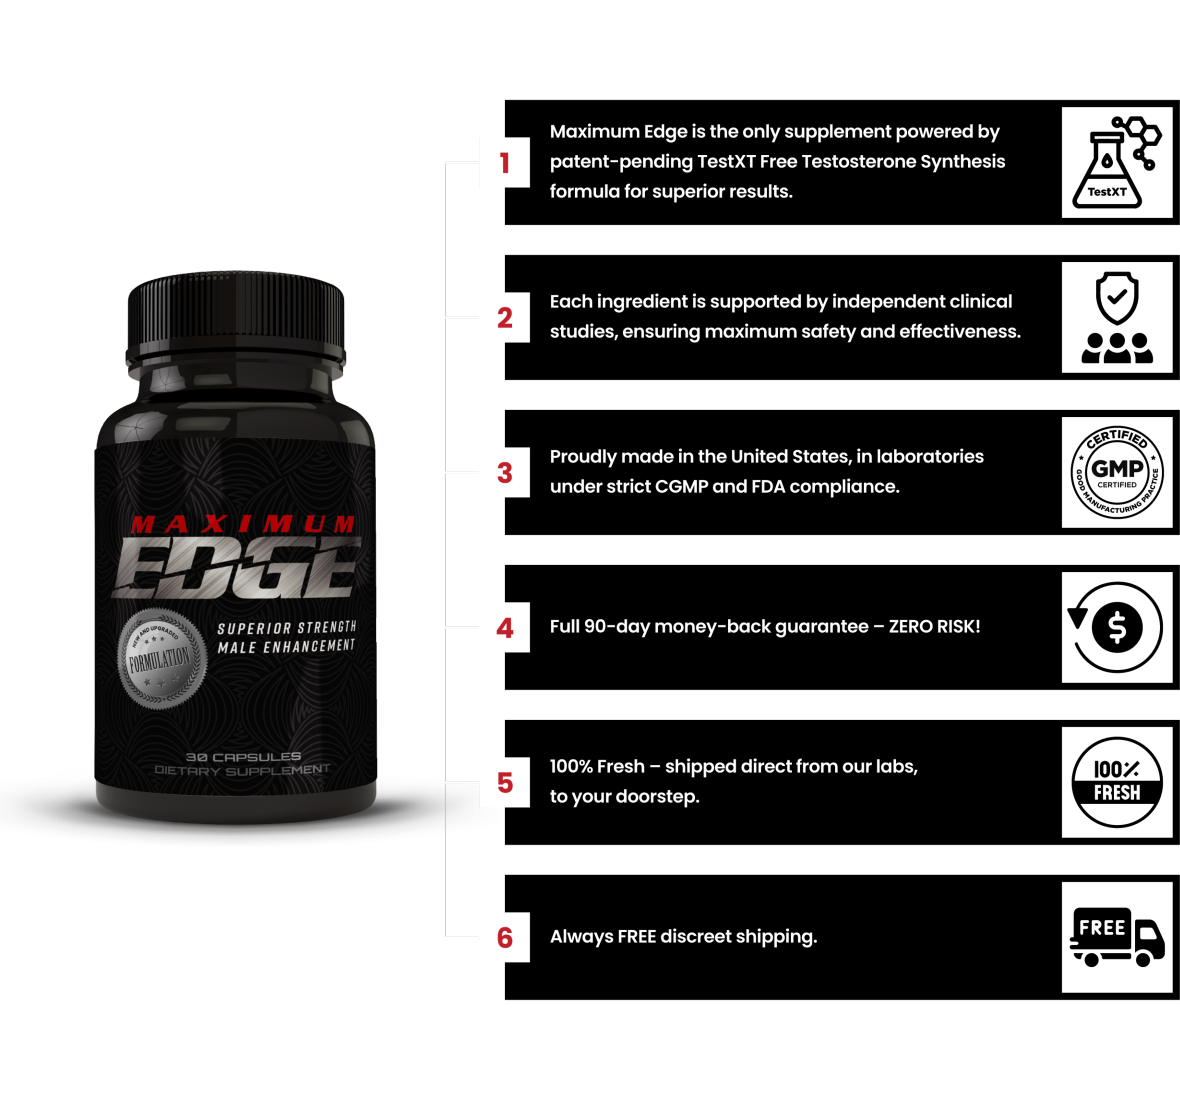 MAXIMUM
EDGE
NEW AND UPGRADED
FORMULATION
SUPERIOR STRENGTH
MALE ENHANCEMENT
30 CAPSULES
DIETARY SUPPLEMENT
1
Maximum Edge is the only supplement powered by
patent-pending TestXT Free Testosterone Synthesis
formula for superior results.
TestXT
2
Each ingredient is supported by independent clinical
studies, ensuring maximum safety and effectiveness.
3
Proudly made in the United States, in laboratories
under strict CGMP and FDA compliance.
CERTIFIED
GMP
CERTIFIED
GOOD MANUFACTURING PRACTICE
4
Full 90-day money-back guarantee – ZERO RISK!
$
5
100% Fresh – shipped direct from our labs,
to your doorstep.
100%
FRESH
6
Always FREE discreet shipping.
FREE